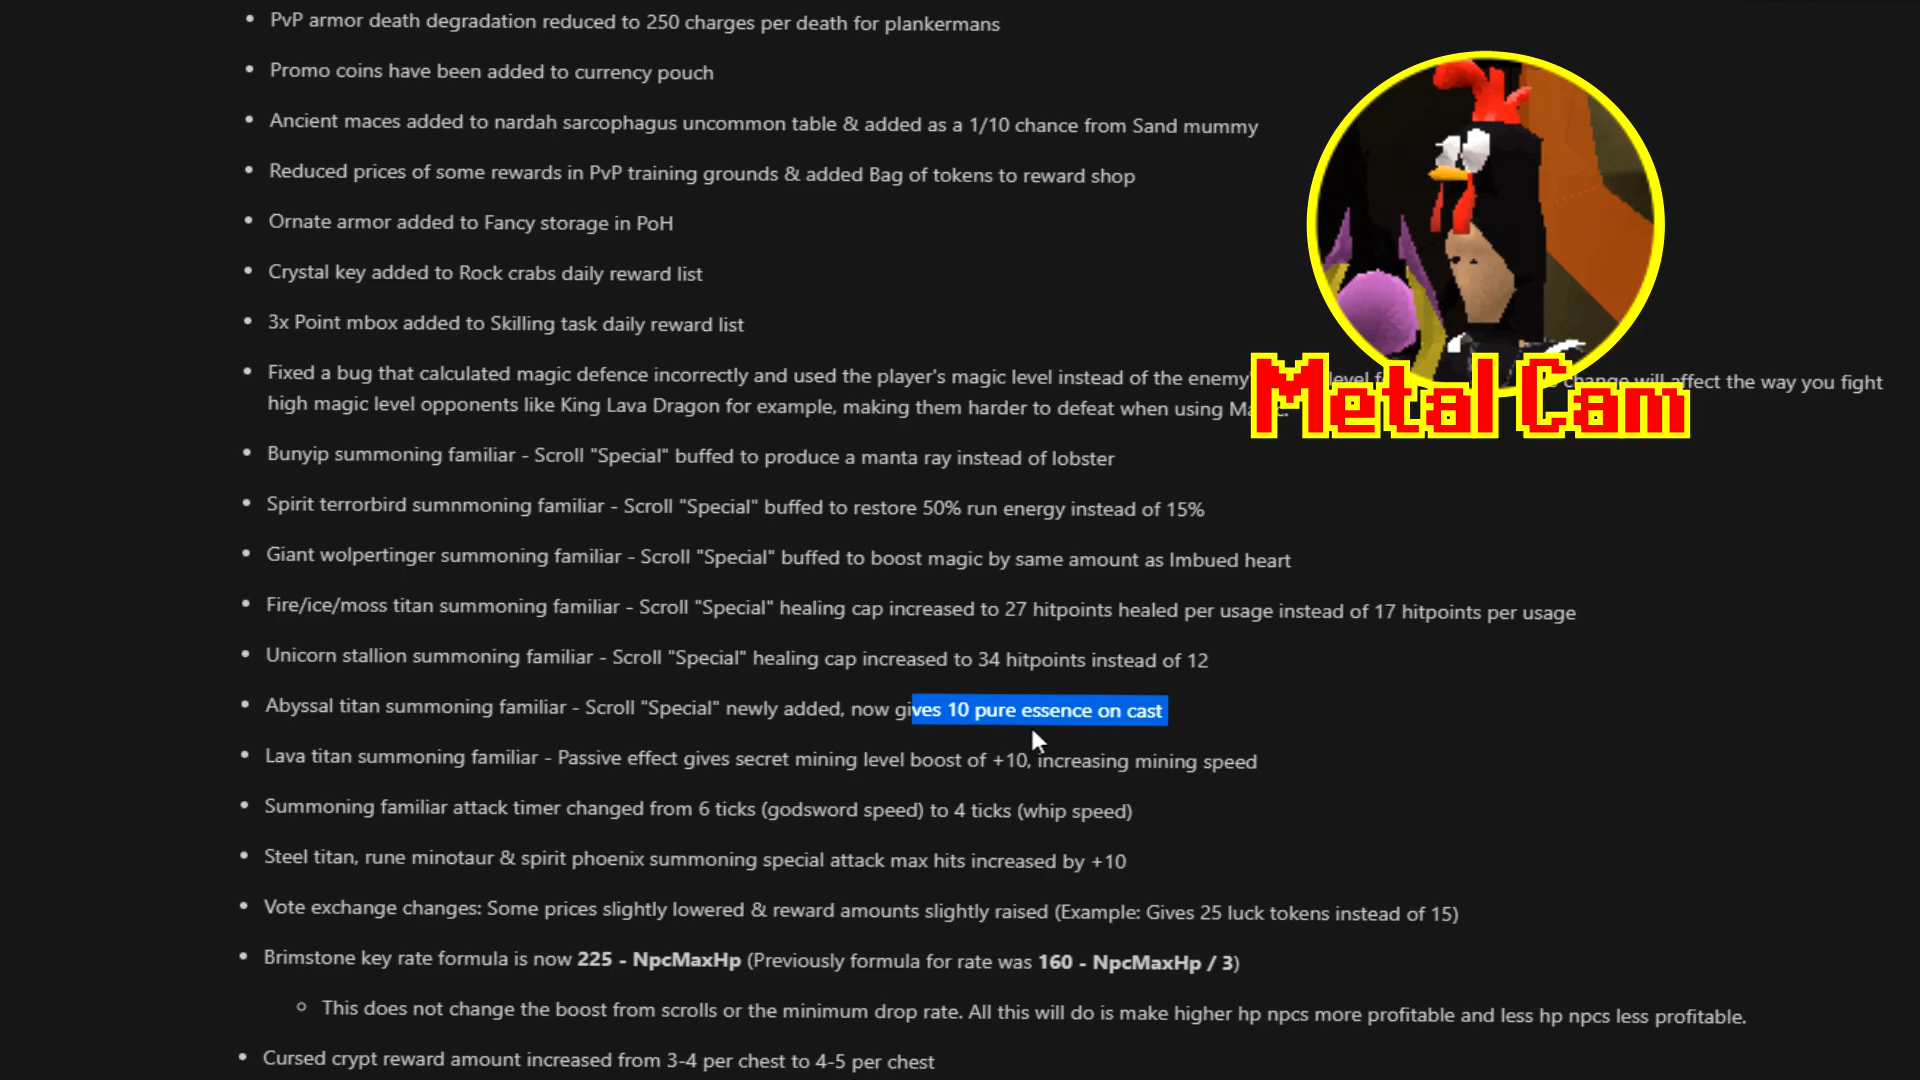 PvP armor death degradation reduced to 250 charges per death for plankermans
Promo coins have been added to currency pouch
Ancient maces added to nardah sarcophagus uncommon table & added as a 1/10 chance from Sand mummy
Reduced prices of some rewards in PvP training grounds & added Bag of tokens to reward shop
Ornate armor added to Fancy storage in PoH
Crystal key added to Rock crabs daily reward list
3x Point mbox added to Skilling task daily reward list
Fixed a bug that calculated magic defence incorrectly and used the player's magic level instead of the enemy' level change will affect the way you fight
high magic level opponents like King Lava Dragon for example, making them harder to defeat when using
Metal Cam
Bunyip summoning familiar - Scroll "Special" buffed to produce a manta ray instead of lobster
Spirit terrorbird sumnmoning familiar - Scroll "Special" buffed to restore 50% run energy instead of 15%
Giant wolpertinger summoning familiar - Scroll "Special" buffed to boost magic by same amount as Imbued heart
Fire/ice/moss titan summoning familiar - Scroll "Special" healing cap increased to 27 hitpoints healed per usage instead of 17 hitpoints per usage
Unicorn stallion summoning familiar - Scroll "Special" healing cap increased to 34 hitpoints instead of 12
Abyssal titan summoning familiar - Scroll "Special" newly added, now gives 10 pure essence on cast
Lava titan summoning familiar - Passive effect gives secret mining level boost of +10, increasing mining speed
Summoning familiar attack timer changed from 6 ticks (godsword speed) to 4 ticks (whip speed)
Steel titan, rune minotaur & spirit phoenix summoning special attack max hits increased by +10
Vote exchange changes: Some prices slightly lowered & reward amounts slightly raised (Example: Gives 25 luck tokens instead of 15)
Brimstone key rate formula is now 225 - NpcMaxHp (Previously formula for rate was 160 - NpcMaxHp / 3)
This does not change the boost from scrolls or the minimum drop rate. All this will do is make higher hp npcs more profitable and less hp npcs less profitable.
Cursed crypt reward amount increased from 3-4 per chest to 4-5 per chest